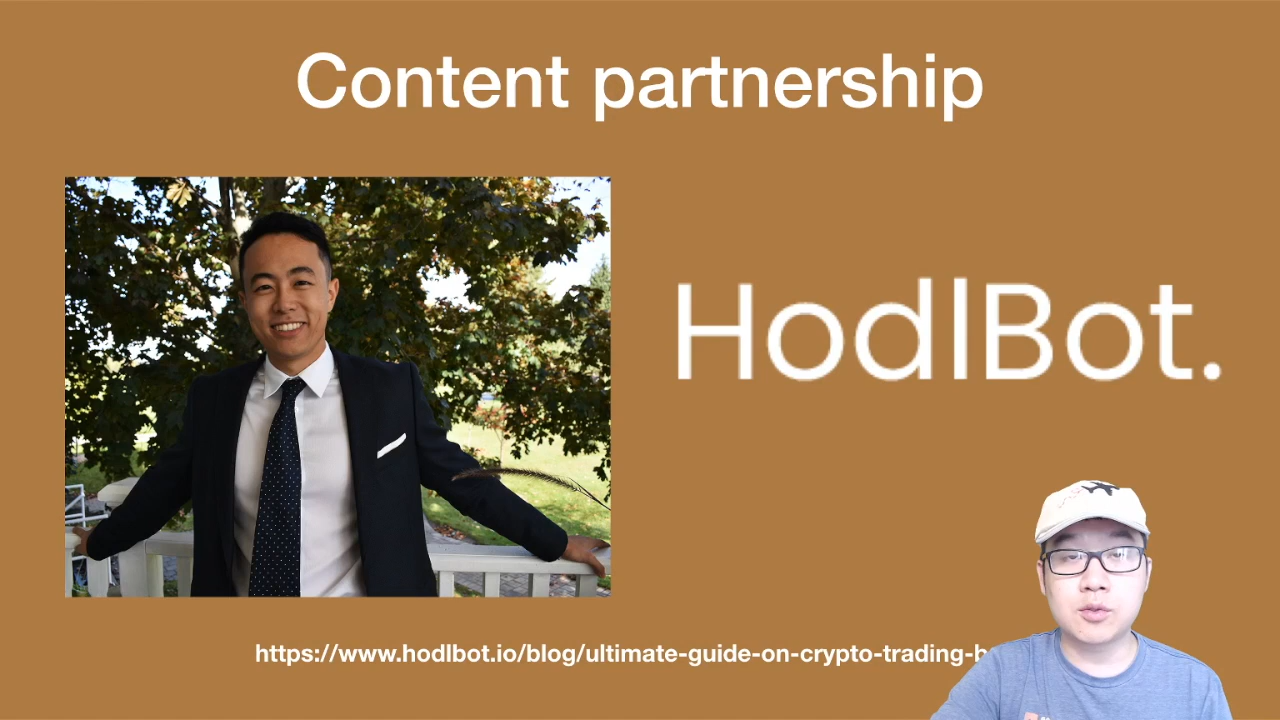 Content partnership
HodlBot.
https://www.hodlbot.io/blog/ultimate-guide-on-crypto-trading-b